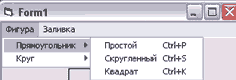 Form1
Фигура Заливка
Прямоугольник Простой Ctrl+P
Круг Скругленный Ctrl+S
Квадрат Ctrl+K